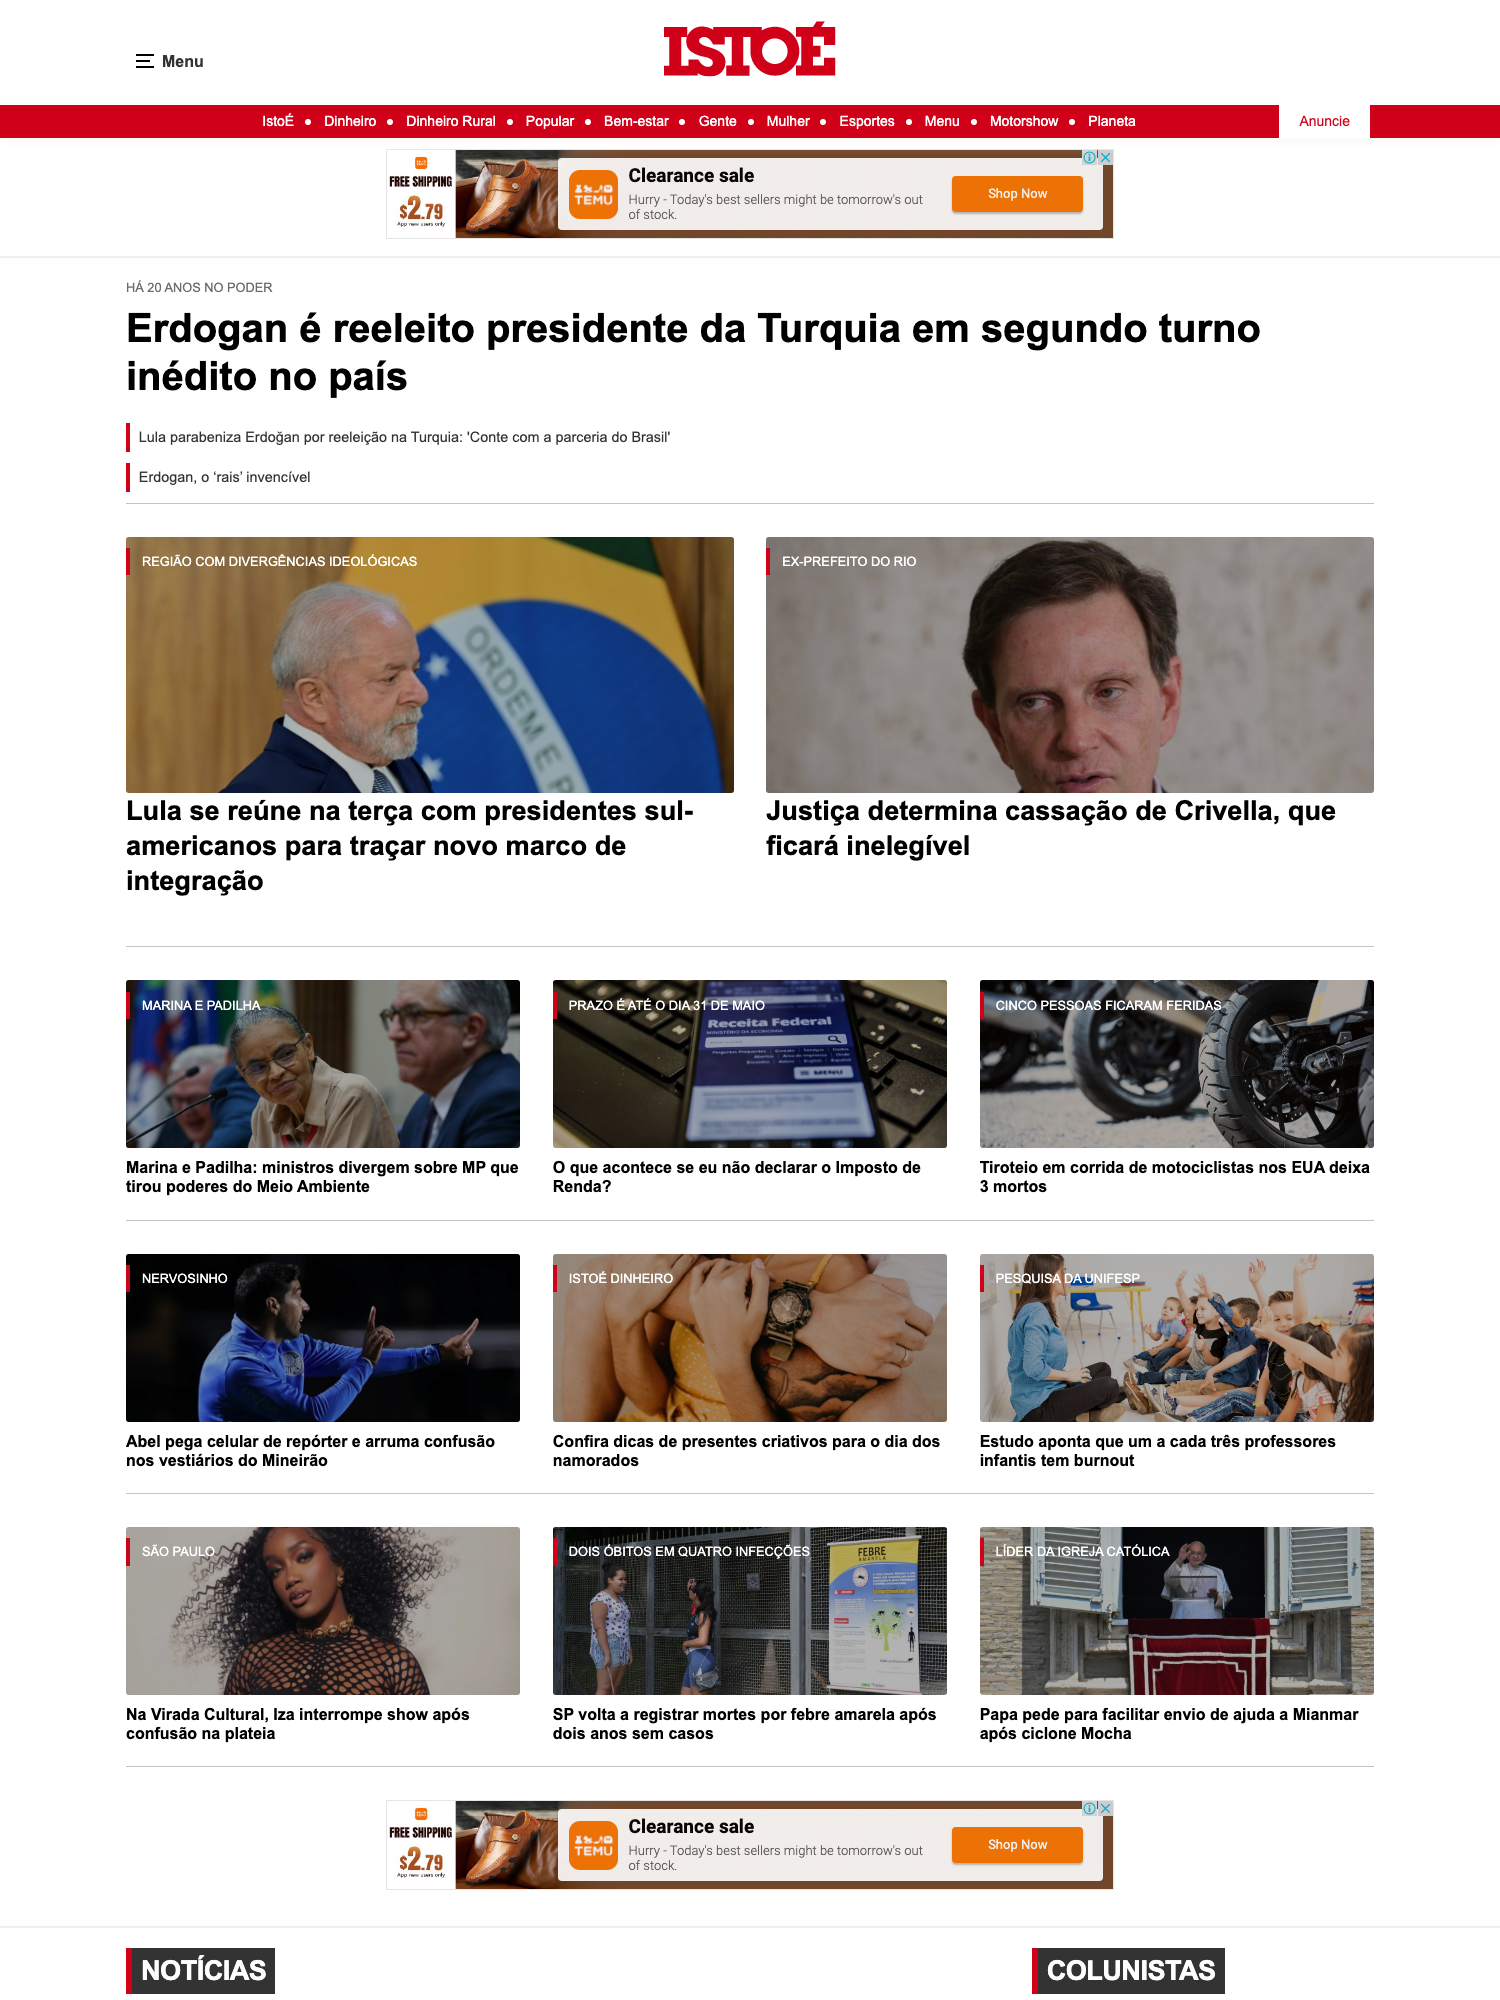 ISTOÉ
Menu
IstoÉ • Dinheiro • Dinheiro Rural • Popular • Bem-estar • Gente • Mulher • Esportes • Menu • Motorshow • Planeta
Anuncie
FREE SHIPPING
$2.79
App new users only
TEMU
Clearance sale
Hurry - Today's best sellers might be tomorrow's out
of stock.
Shop Now
HÁ 20 ANOS NO PODER
Erdogan é reeleito presidente da Turquia em segundo turno
inédito no país
Lula parabeniza Erdoğan por reeleição na Turquia: 'Conte com a parceria do Brasil'
Erdogan, o ‘rais’ invencível
REGIÃO COM DIVERGÊNCIAS IDEOLÓGICAS
ORDEM E P
Lula se reúne na terça com presidentes sul-
americanos para traçar novo marco de
integração
EX-PREFEITO DO RIO
Justiça determina cassação de Crivella, que
ficará inelegível
MARINA E PADILHA
Marina e Padilha: ministros divergem sobre MP que
tirou poderes do Meio Ambiente
PRAZO É ATÉ O DIA 31 DE MAIO
Receita Federal
MINISTÉRIO DA ECONOMIA
MENU
O que acontece se eu não declarar o Imposto de
Renda?
CINCO PESSOAS FICARAM FERIDAS
Tiroteio em corrida de motociclistas nos EUA deixa
3 mortos
NERVOSINHO
Abel pega celular de repórter e arruma confusão
nos vestiários do Mineirão
ISTOÉ DINHEIRO
Confira dicas de presentes criativos para o dia dos
namorados
PESQUISA DA UNIFESP
Estudo aponta que um a cada três professores
infantis tem burnout
SÃO PAULO
Na Virada Cultural, Iza interrompe show após
confusão na plateia
DOIS ÓBITOS EM QUATRO INFECÇÕES
FEBRE
AMARELA
SP volta a registrar mortes por febre amarela após
dois anos sem casos
LÍDER DA IGREJA CATÓLICA
Papa pede para facilitar envio de ajuda a Mianmar
após ciclone Mocha
FREE SHIPPING
$2.79
App new users only
TEMU
Clearance sale
Hurry - Today's best sellers might be tomorrow's out
of stock.
Shop Now
NOTÍCIAS
COLUNISTAS